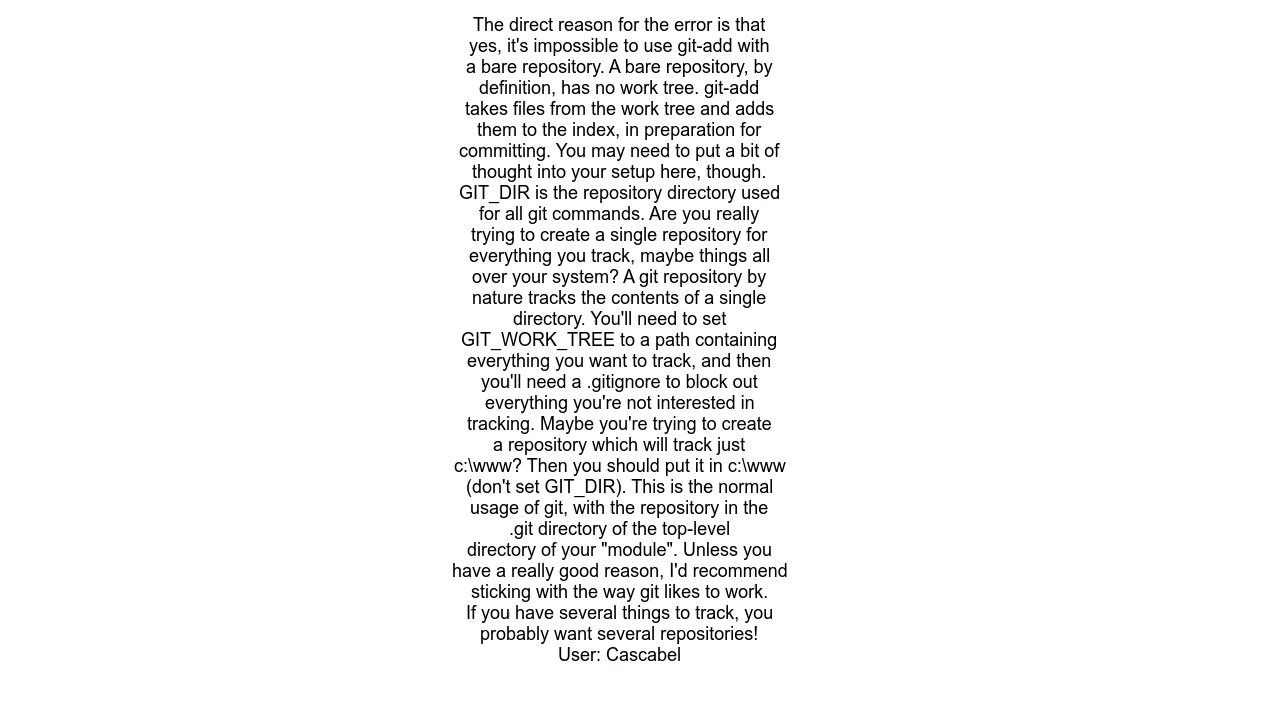 The direct reason for the error is that
yes, it's impossible to use git-add with
a bare repository. A bare repository, by
definition, has no work tree. git-add
takes files from the work tree and adds
them to the index, in preparation for
committing. You may need to put a bit of
thought into your setup here, though.
GIT_DIR is the repository directory used
for all git commands. Are you really
trying to create a single repository for
everything you track, maybe things all
over your system? A git repository by
nature tracks the contents of a single
directory. You'll need to set
GIT_WORK_TREE to a path containing
everything you want to track, and then
you'll need a .gitignore to block out
everything you're not interested in
tracking. Maybe you're trying to create
a repository which will track just
c:\www? Then you should put it in c:\www
(don't set GIT_DIR). This is the normal
usage of git, with the repository in the
.git directory of the top-level
directory of your "module". Unless you
have a really good reason, I'd recommend
sticking with the way git likes to work.
If you have several things to track, you
probably want several repositories!
User: Cascabel